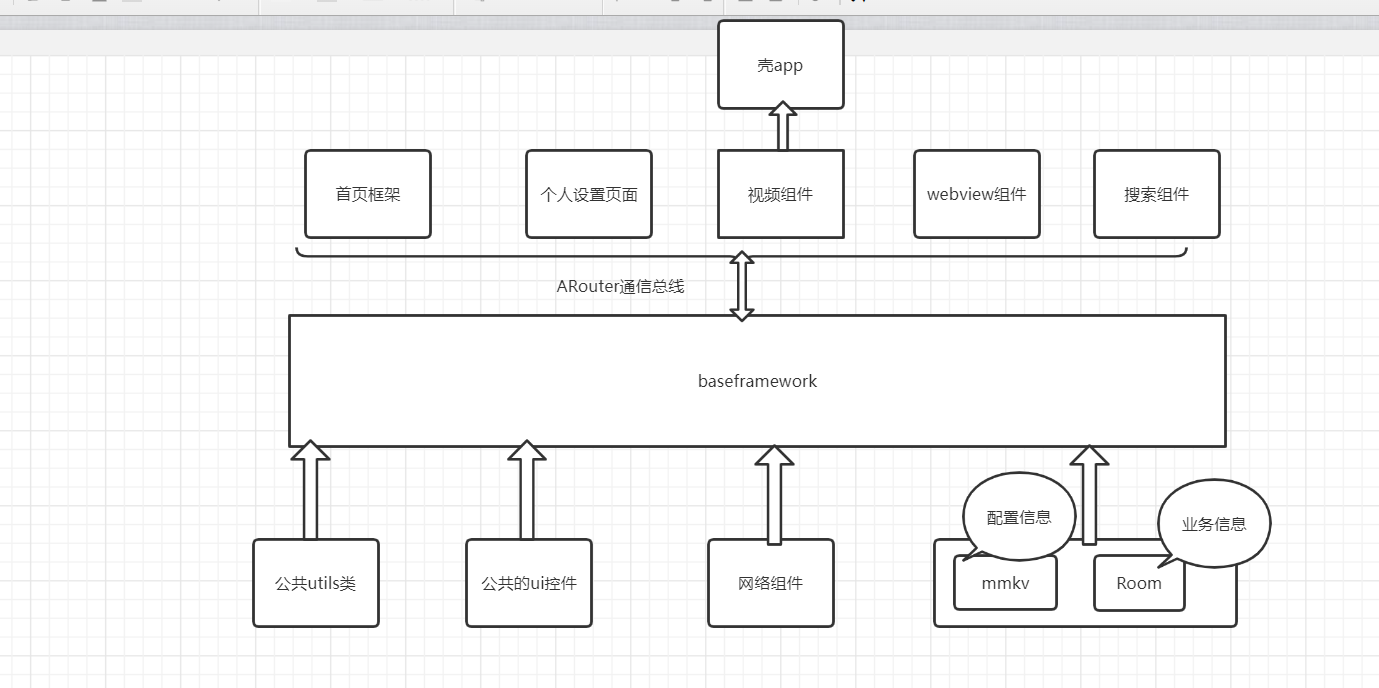 壳app
首页框架
个人设置页面
视频组件
webview组件
搜索组件
ARouter通信总线
baseframework
配置信息
业务信息
公共utils类
公共的ui控件
网络组件
mmkv
Room